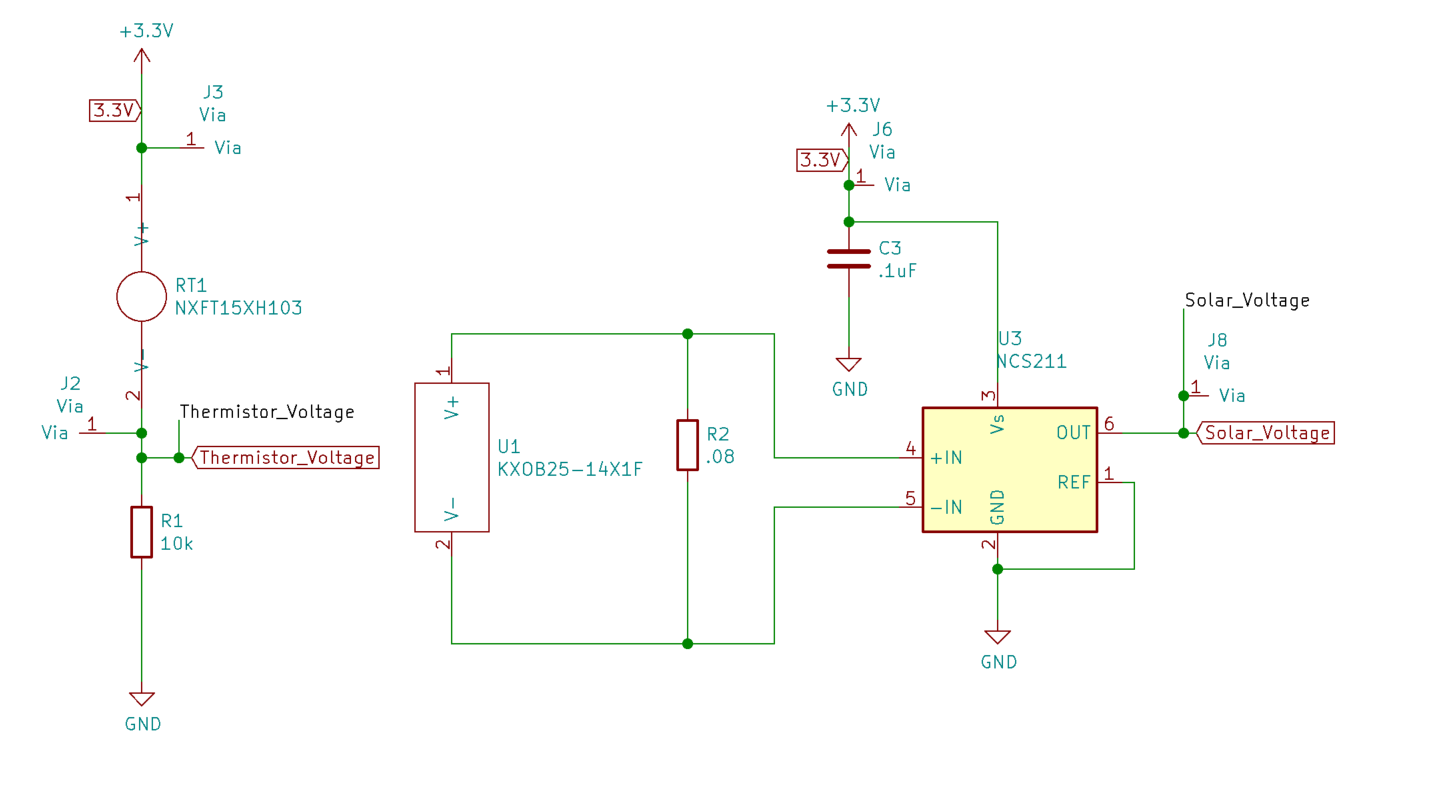 +3.3V
3.3V
J3
Via
1 Via
1
V+
RT1
NXFT15XH103
V-
2
J2
Via
Via 1
Thermistor_Voltage
Thermistor_Voltage
R1
10k
GND
1
V+
U1
KXOB25-14X1F
V-
2
R2
.08
+3.3V
J6
Via
3.3V
1 Via
C3
.1uF
GND
U3
NCS211
3
Vs
4 +IN
5 -IN
GND
2
OUT 6
REF 1
GND
Solar_Voltage
J8
Via
1 Via
Solar_Voltage